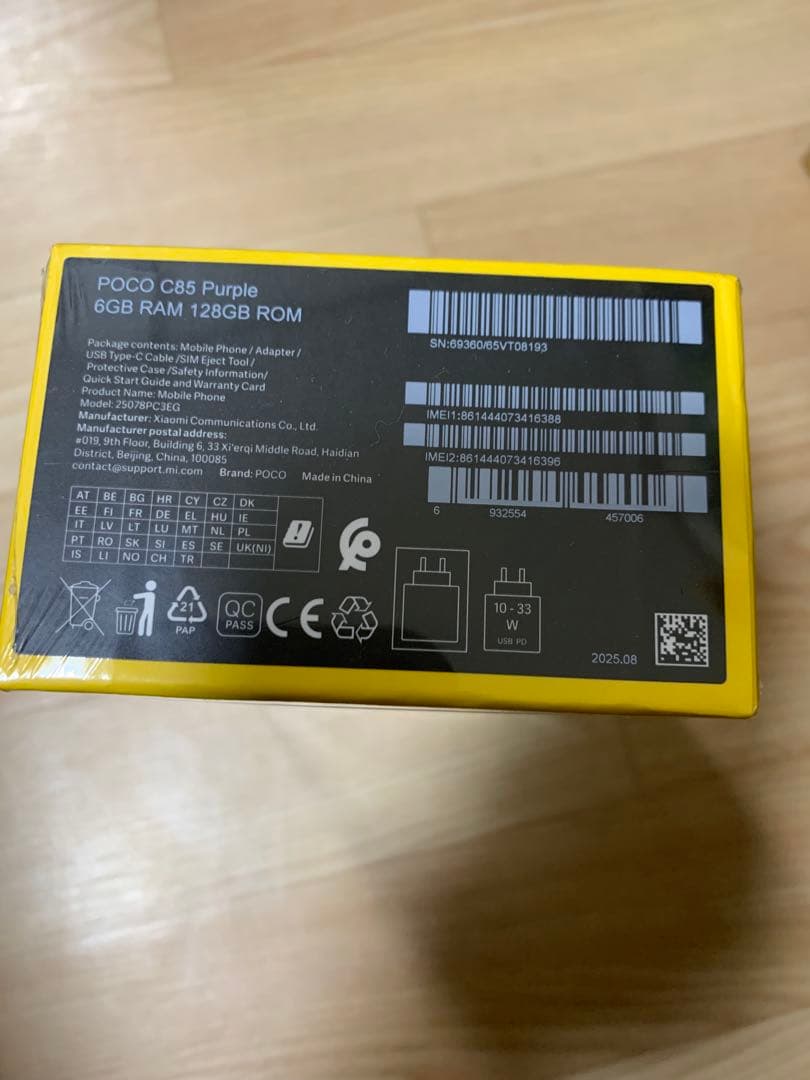 POCO C85 Purple
6GB RAM 128GB ROM
Package contents: Mobile Phone / Adapter /
USB Type-C Cable /SIM Eject Tool /
Protective Case /Safety Information/
Quick Start Guide and Warranty Card
Product Name: Mobile Phone
Model: 25078PC3EG
Manufacturer: Xiaomi Communications Co., Ltd.
Manufacturer postal address:
#019, 9th Floor, Building 6, 33 Xi'erqi Middle Road, Haidian
District, Beijing, China, 100085
contact@support.mi.com Brand: POCO Made in China
SN:69360/65VT08193
IMEI1:861444073416388
IMEI2:861444073416396
6 932554 457006
AT BE BG HR CY CZ DK
EE FI FR DE EL HU IE
IT LV LT LU MT NL PL
PT RO SK SI ES SE UK(NI)
IS LI NO CH TR
21
PAP
QC
PASS
CE
10 - 33
W
USB PD
2025.08